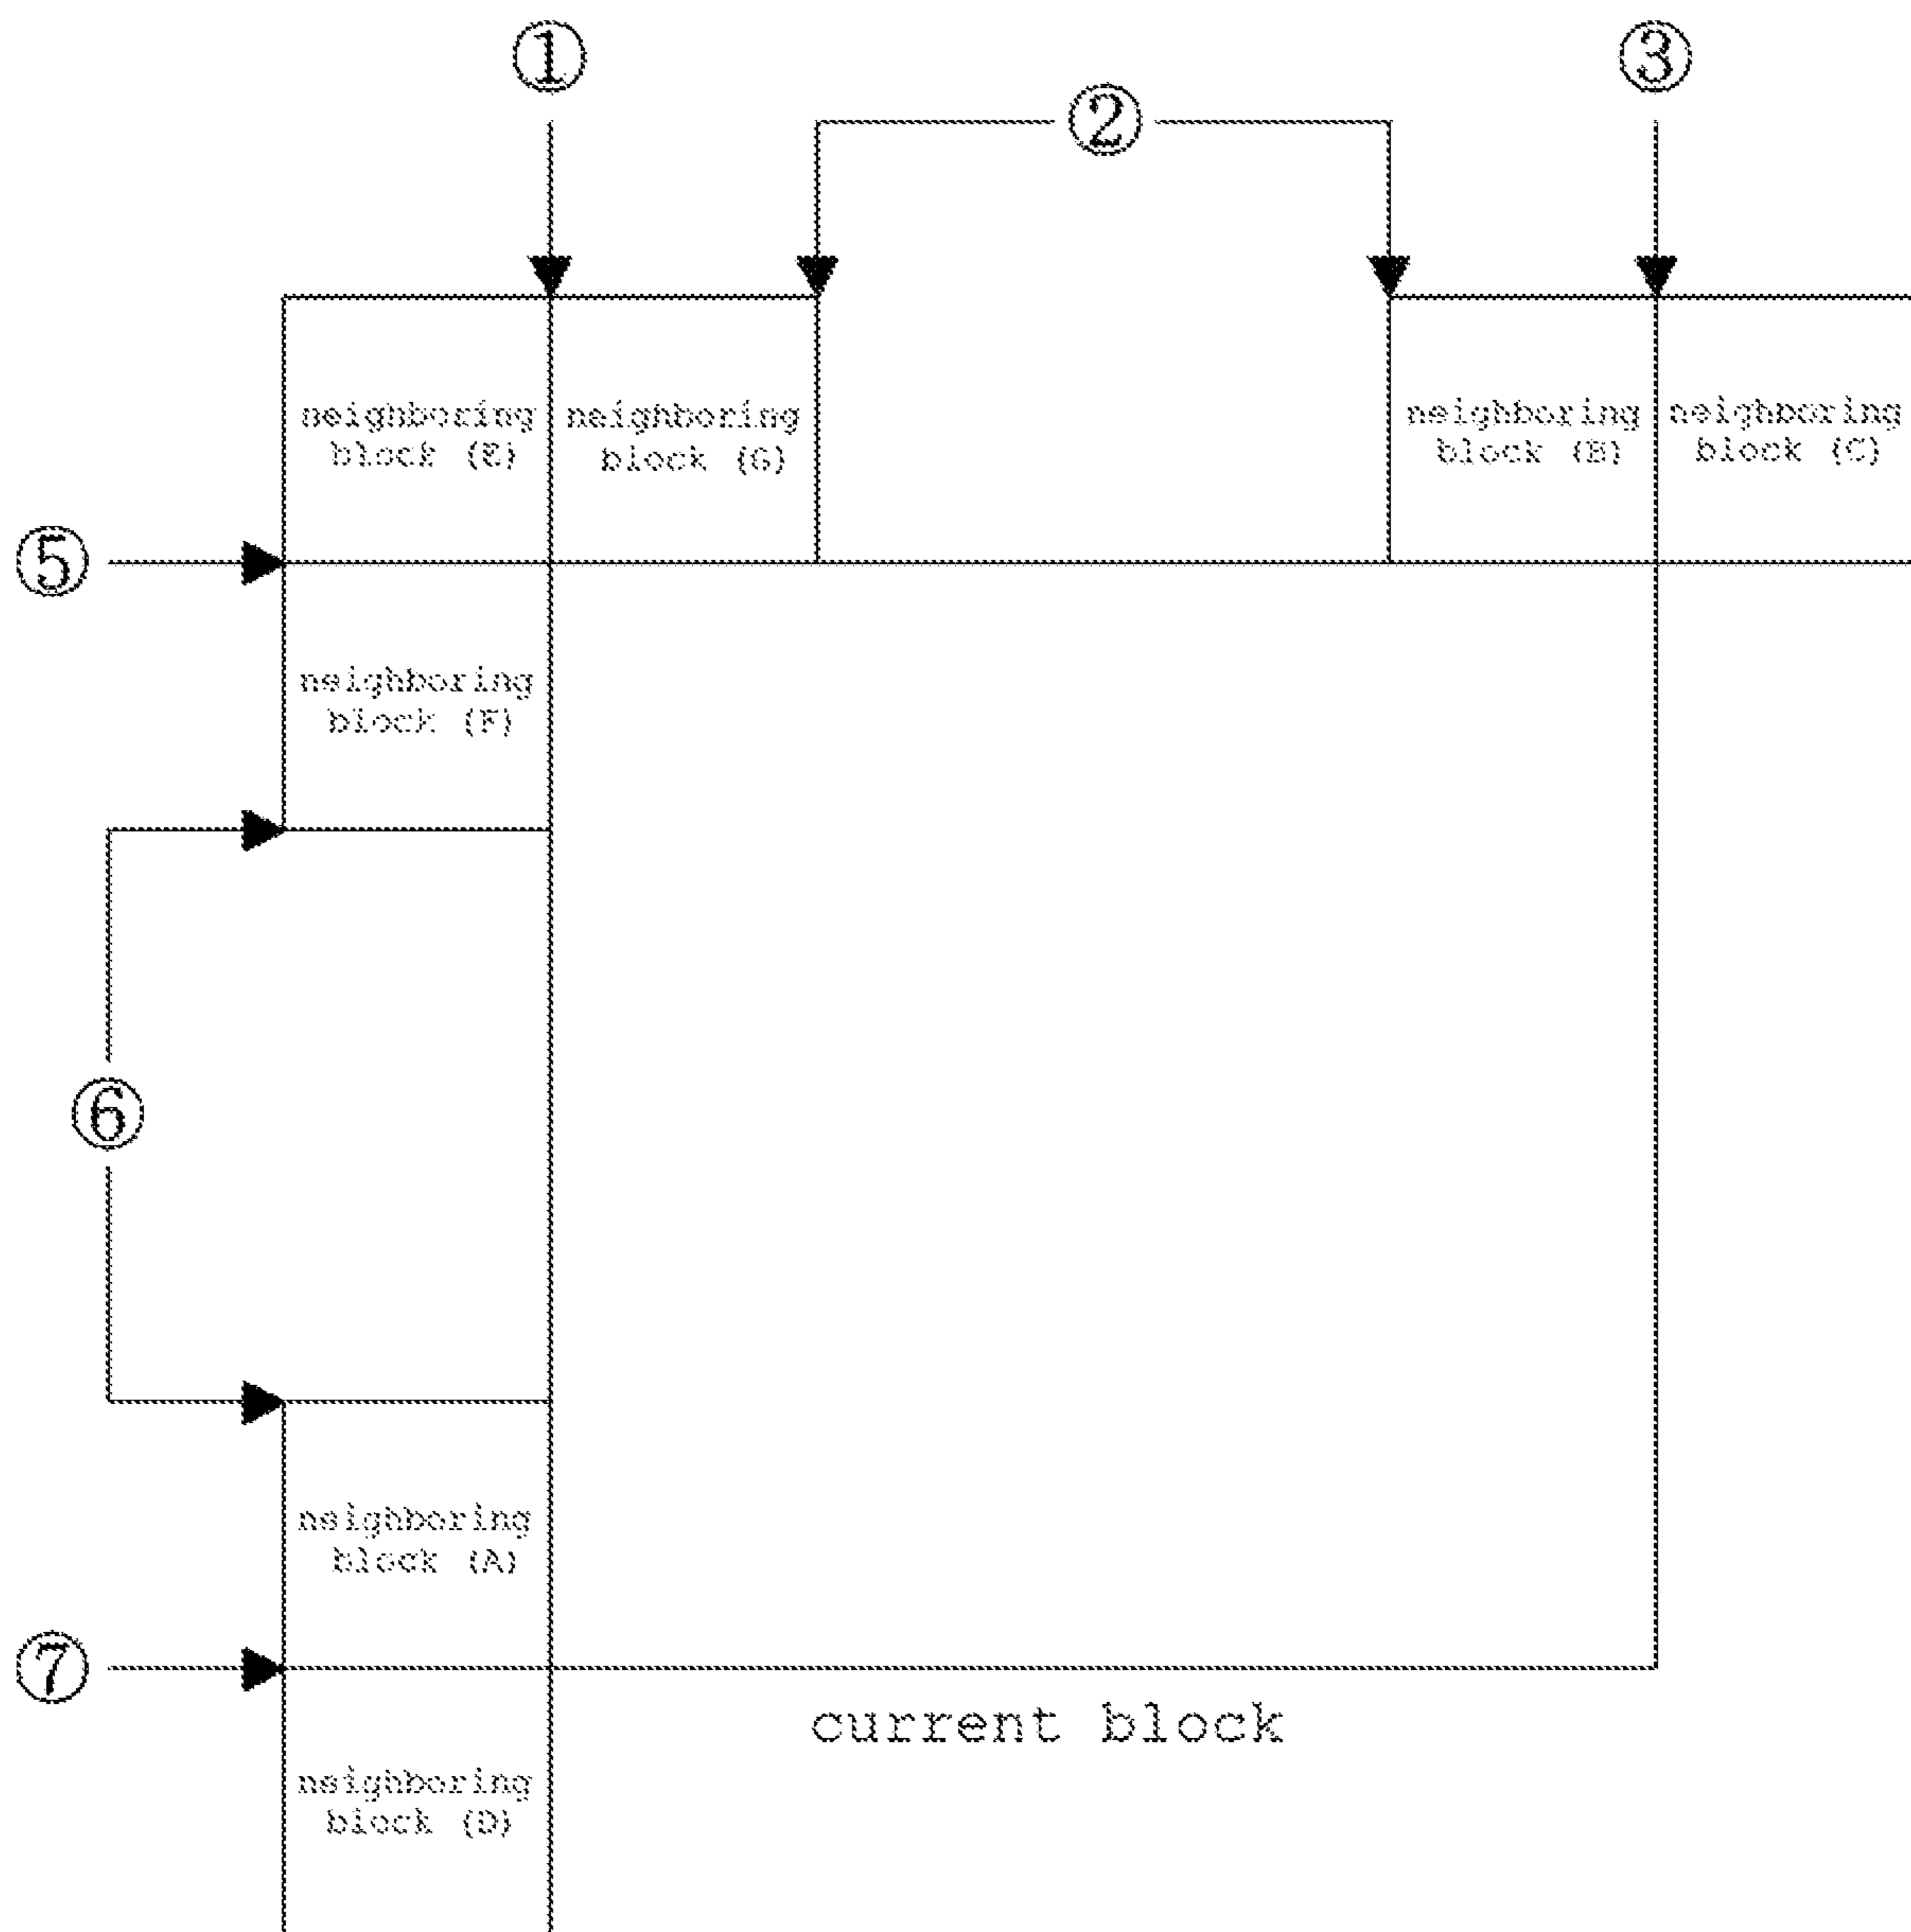 ①
③
②
neighboring
block (E)
neighboring
block (G)
neighboring
block (B)
neighboring
block (C)
⑤
neighboring
block (F)
⑥
neighboring
block (A)
⑦
current block
neighboring
block (D)